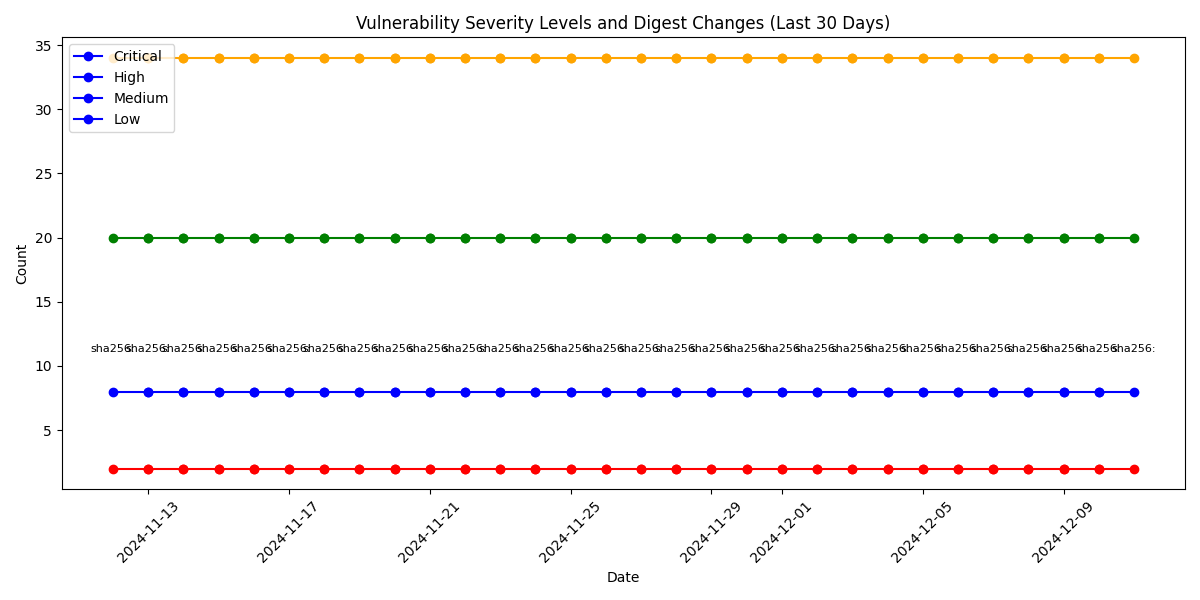 Vulnerability Severity Levels and Digest Changes (Last 30 Days)
35
30
25
20
15
10
5
Count
Critical
High
Medium
Low
sha256: sha256: sha256: sha256: sha256: sha256: sha256: sha256: sha256: sha256: sha256: sha256: sha256: sha256: sha256: sha256: sha256: sha256: sha256: sha256: sha256: sha256: sha256: sha256: sha256: sha256: sha256: sha256: sha256: sha256:
2024-11-13
2024-11-17
2024-11-21
2024-11-25
2024-11-29
2024-12-01
2024-12-05
2024-12-09
Date